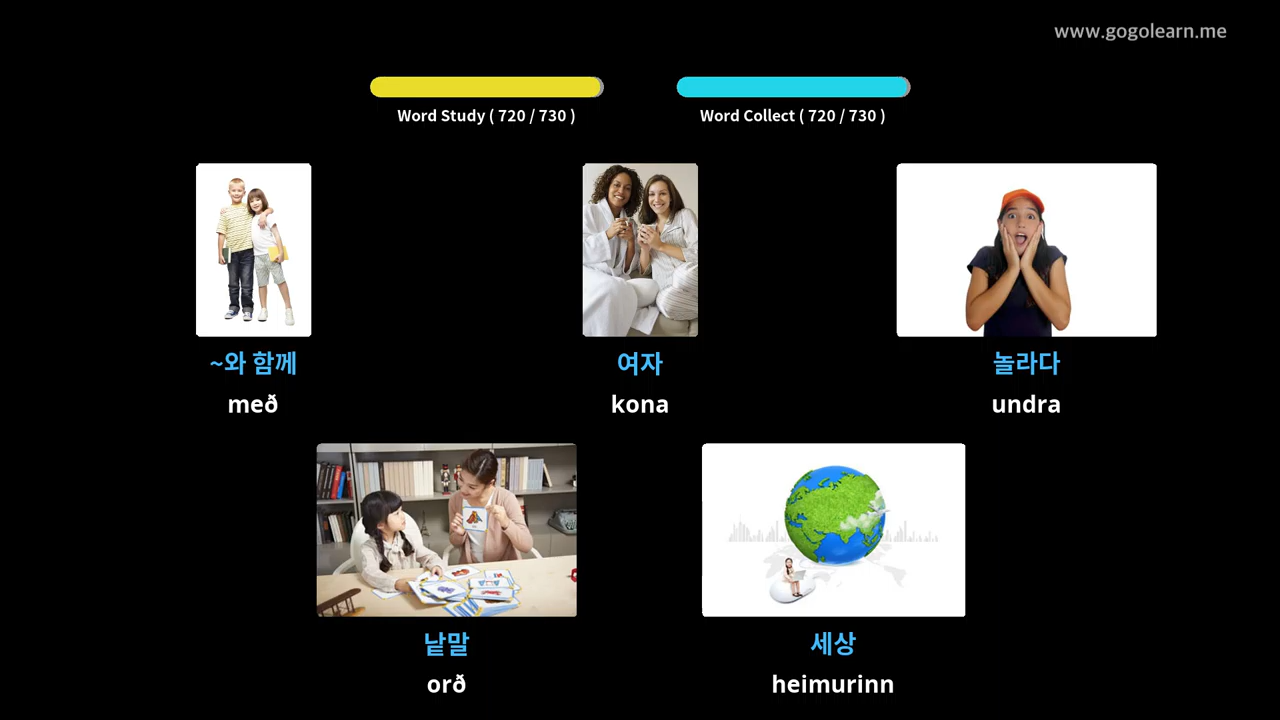 www.gogolearn.me
Word Study ( 720 / 730 )
Word Collect ( 720 / 730 )
~와 함께
여자
놀라다
með
kona
undra
낱말
세상
orð
heimurinn